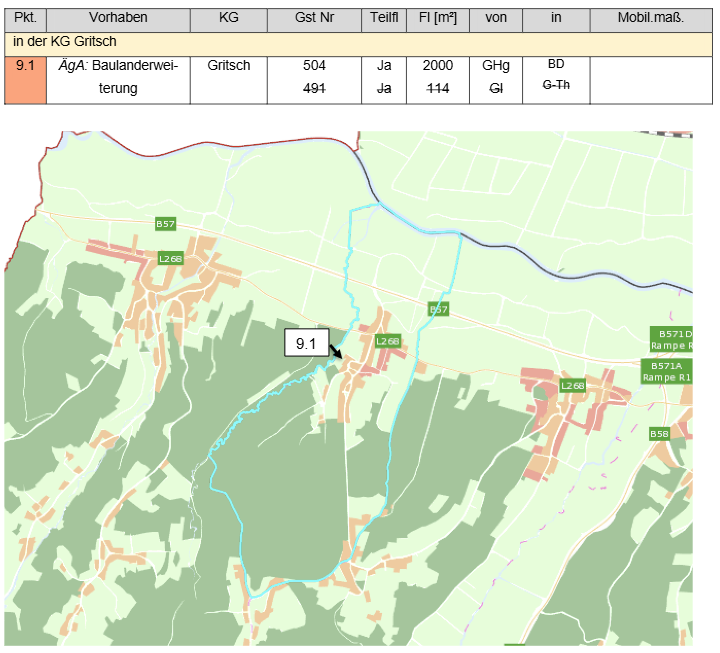 Pkt. Vorhaben KG Gst Nr Teilfl Fl [m²] von in Mobil.maß.
in der KG Gritsch
9.1 ÄgA: Baulanderwei- Gritsch 504 Ja 2000 GHg BD
terung 491 Ja 114 Gl G-Th
B57
L268
B57
9.1
L268
B571D
Rampe R
B571A
Rampe R1
L268
B58